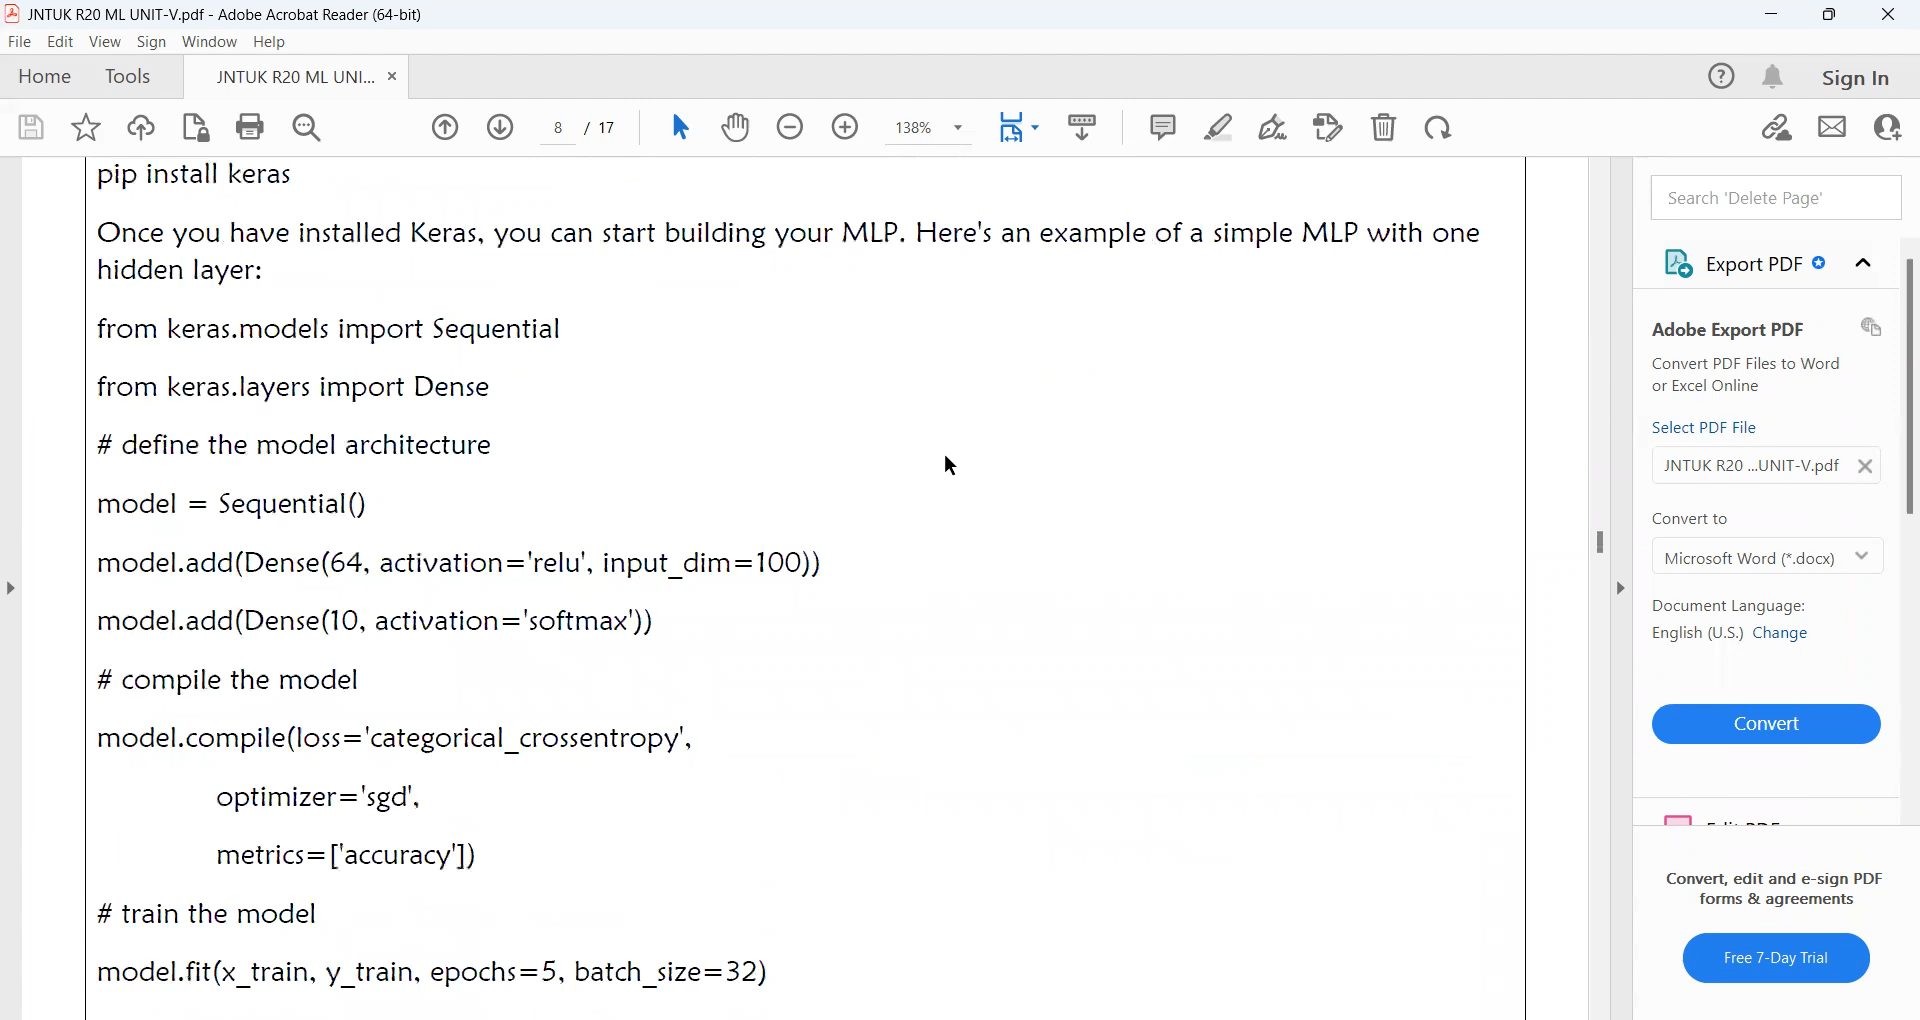 JNTUK R20 ML UNIT-V.pdf - Adobe Acrobat Reader (64-bit)
File Edit View Sign Window Help
Home Tools JNTUK R20 ML UNI... × Sign In
8 / 17 138%
pip install keras
Once you have installed Keras, you can start building your MLP. Here's an example of a simple MLP with one
hidden layer:
from keras.models import Sequential
from keras.layers import Dense
# define the model architecture
model = Sequential()
model.add(Dense(64, activation='relu', input_dim=100))
model.add(Dense(10, activation='softmax'))
# compile the model
model.compile(loss='categorical_crossentropy',
optimizer='sgd',
metrics=['accuracy'])
# train the model
model.fit(x_train, y_train, epochs=5, batch_size=32)
Search 'Delete Page'
Export PDF
Adobe Export PDF
Convert PDF Files to Word
or Excel Online
Select PDF File
JNTUK R20 ...UNIT-V.pdf
Convert to
Microsoft Word (*.docx)
Document Language:
English (U.S.) Change
Convert
Convert, edit and e-sign PDF
forms & agreements
Free 7-Day Trial